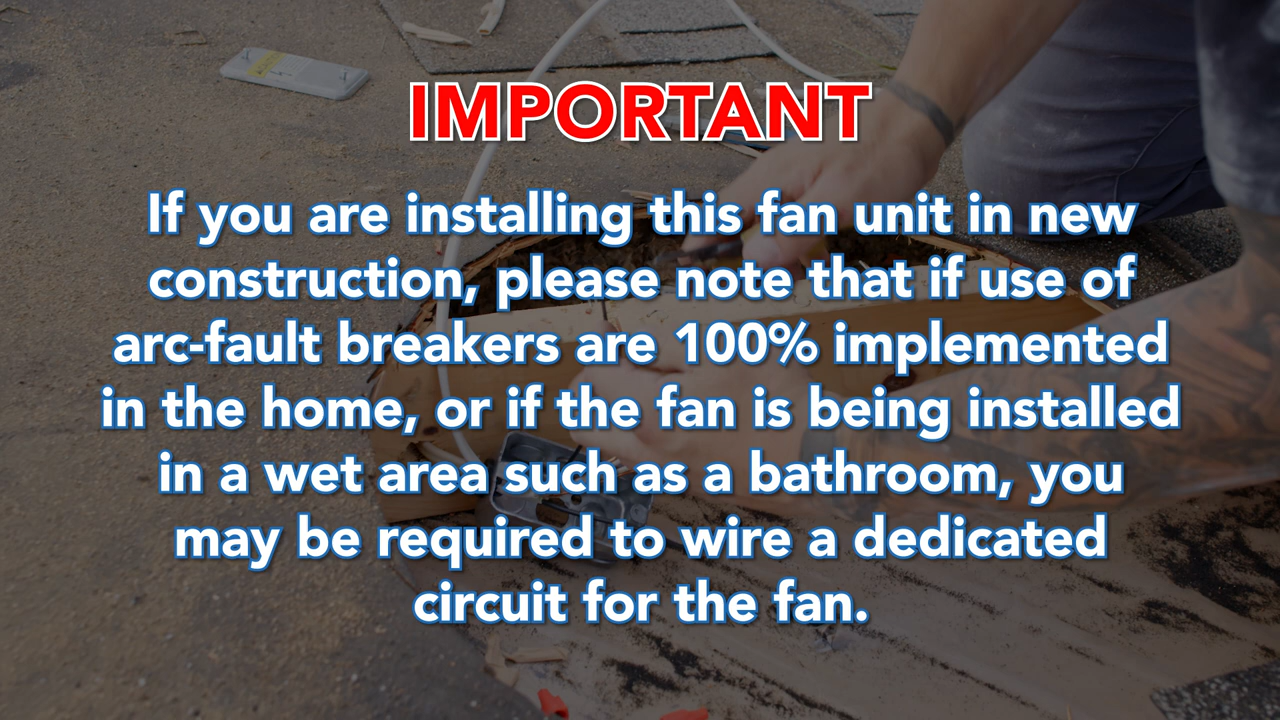 IMPORTANT
If you are installing this fan unit in new
construction, please note that if use of
arc-fault breakers are 100% implemented
in the home, or if the fan is being installed
in a wet area such as a bathroom, you
may be required to wire a dedicated
circuit for the fan.